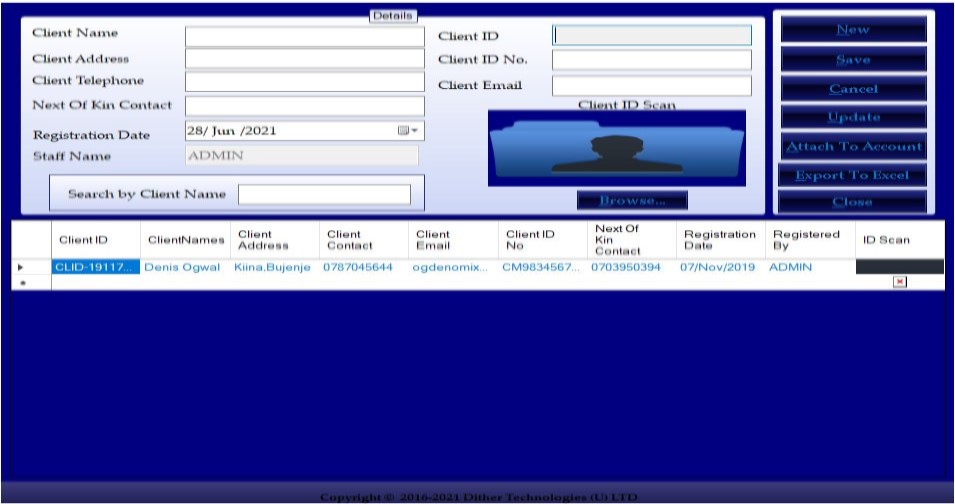 Details
Client Name
Client ID
New
Client Address
Client ID No.
Save
Client Telephone
Client Email
Cancel
Next Of Kin Contact
Client ID Scan
Update
Registration Date 28/ Jun /2021
Attach To Account
Staff Name ADMIN
Export To Excel
Search by Client Name
Browse...
Close
Client ID ClientNames Client Address Client Contact Client Email Client ID No Next Of Kin Contact Registration Date Registered By ID Scan
CLID-19117... Denis Ogwal Kiina,Bujenje 0787045644 ogdenomix... CM9834567... 0703950394 07/Nov/2019 ADMIN
Copyright © 2016-2021 Dither Technologies (U) LTD